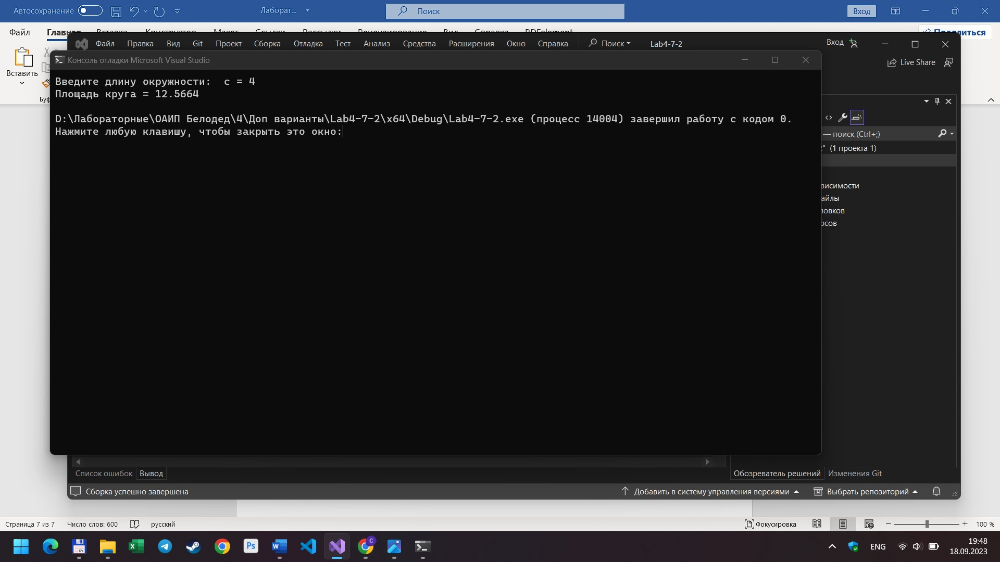 Автосохранение
Лаборат...
Поиск
Вход
Файл
Главная
Вставка
Конструктор
Макет
Ссылки
Рассылки
Рецензирование
Вид
Справка
PDFelement
Поделиться
Вставить
Файл Правка Вид Git Проект Сборка Отладка Тест Анализ Средства Расширения Окно Справка Поиск Lab4-7-2
Вход
Live Share
Консоль отладки Microsoft Visual Studio
Введите длину окружности: c = 4
Площадь круга = 12.5664
D:\Лабораторные\ОАИП Белодед\4\Доп варианты\Lab4-7-2\x64\Debug\Lab4-7-2.exe (процесс 14004) завершил работу с кодом 0.
Нажмите любую клавишу, чтобы закрыть это окно:
— поиск (Ctrl+;)
(1 проекта 1)
Список ошибок Вывод
Обозреватель решений Изменения Git
Сборка успешно завершена
Добавить в систему управления версиями
Выбрать репозиторий
Страница 7 из 7 Число слов: 600 русский
Фокусировка
100 %
ENG
19:48
18.09.2023